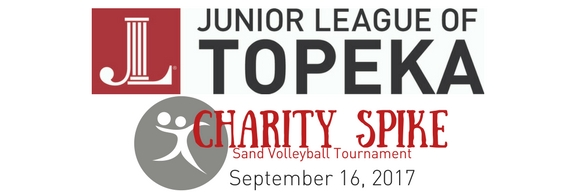 JUNIOR LEAGUE OF
TOPEKA
JL
CHARITY SPIKE
Sand Volleyball Tournament
September 16, 2017